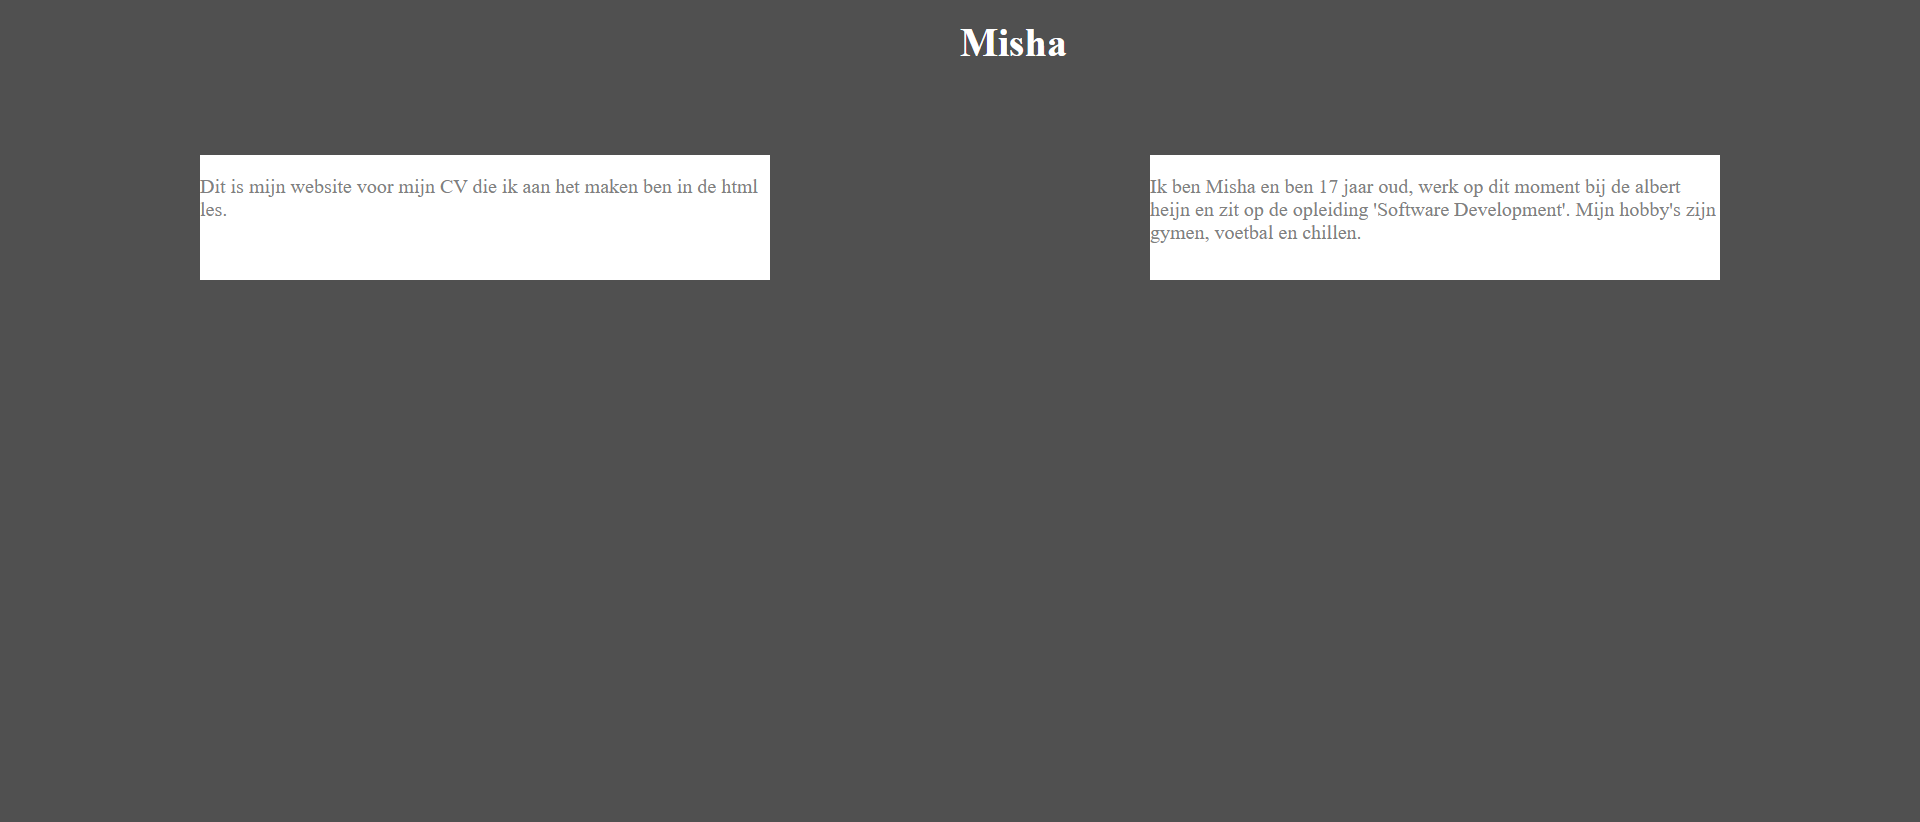 Misha
Dit is mijn website voor mijn CV die ik aan het maken ben in de html
les.
Ik ben Misha en ben 17 jaar oud, werk op dit moment bij de albert
heijn en zit op de opleiding 'Software Development'. Mijn hobby's zijn
gymen, voetbal en chillen.